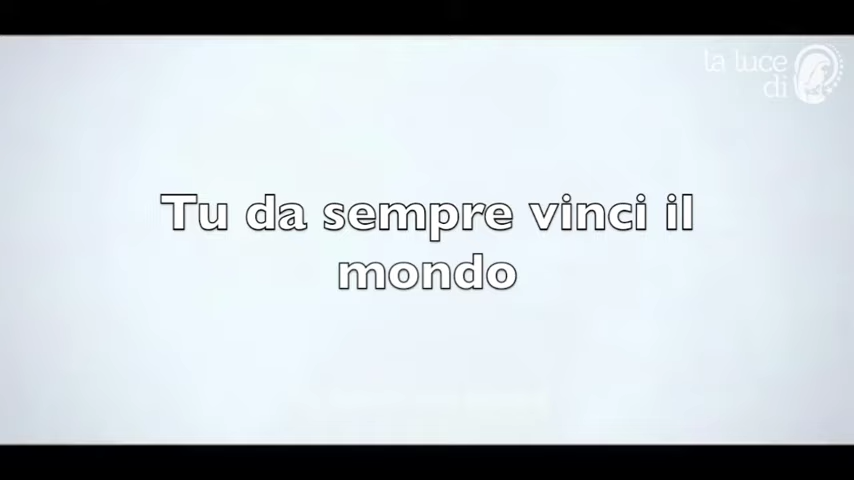 la luce
di
Tu da sempre vinci il
mondo